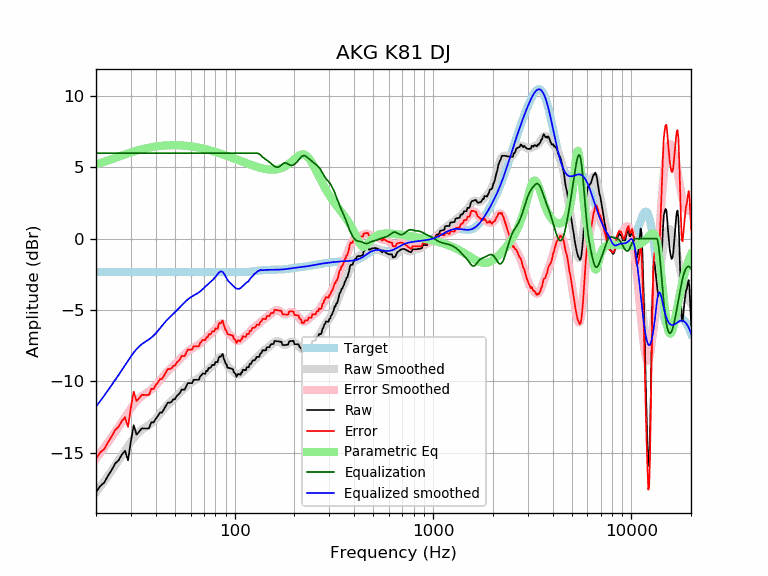 AKG K81 DJ
10
5
0
−5
−10
−15
Amplitude (dBr)
Target
Raw Smoothed
Error Smoothed
Raw
Error
Parametric Eq
Equalization
Equalized smoothed
100
1000
10000
Frequency (Hz)